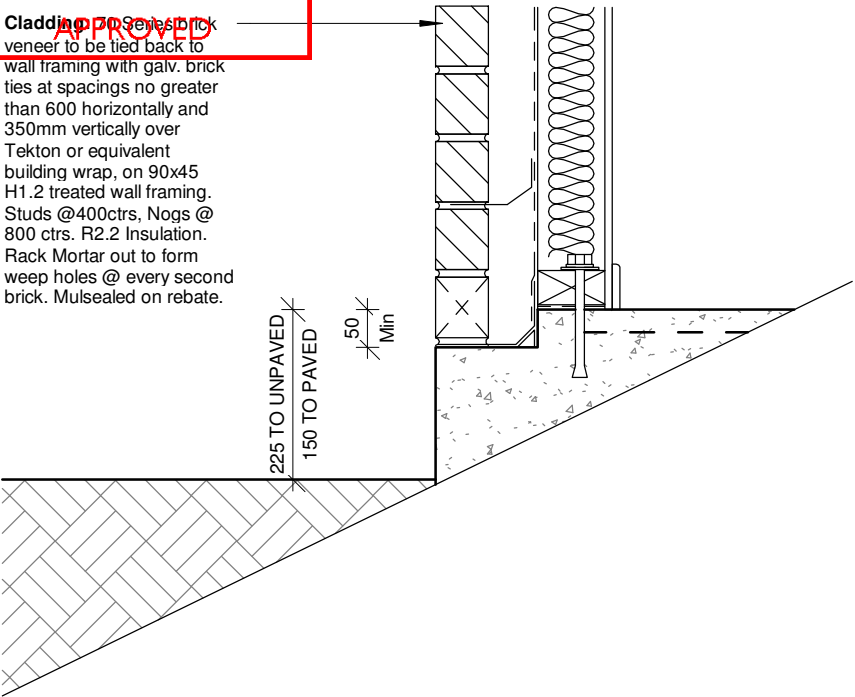 Cladding: 70 Series brick
APPROVED
veneer to be tied back to
wall framing with galv. brick
ties at spacings no greater
than 600 horizontally and
350mm vertically over
Tekton or equivalent
building wrap, on 90x45
H1.2 treated wall framing.
Studs @400ctrs, Nogs @
800 ctrs. R2.2 Insulation.
Rack Mortar out to form
weep holes @ every second
brick. Mulsealed on rebate.
225 TO UNPAVED
150 TO PAVED
50
Min